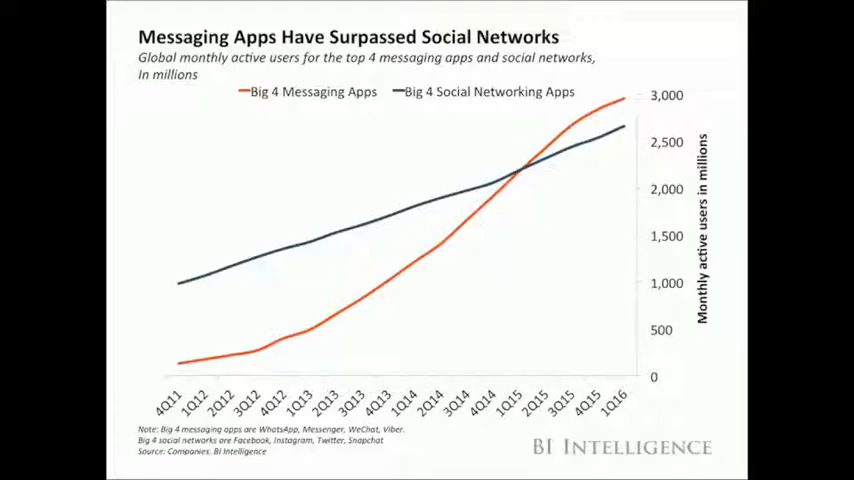 Messaging Apps Have Surpassed Social Networks
Global monthly active users for the top 4 messaging apps and social networks,
In millions
Big 4 Messaging Apps Big 4 Social Networking Apps
3,000
2,500
2,000
1,500
1,000
500
0
Monthly active users in millions
4Q11 1Q12 2Q12 3Q12 4Q12 1Q13 2Q13 3Q13 4Q13 1Q14 2Q14 3Q14 4Q14 1Q15 2Q15 3Q15 4Q15 1Q16
Note: Big 4 messaging apps are WhatsApp, Messenger, WeChat, Viber.
Big 4 social networks are Facebook, Instagram, Twitter, Snapchat
Source: Companies, BI Intelligence
BI INTELLIGENCE